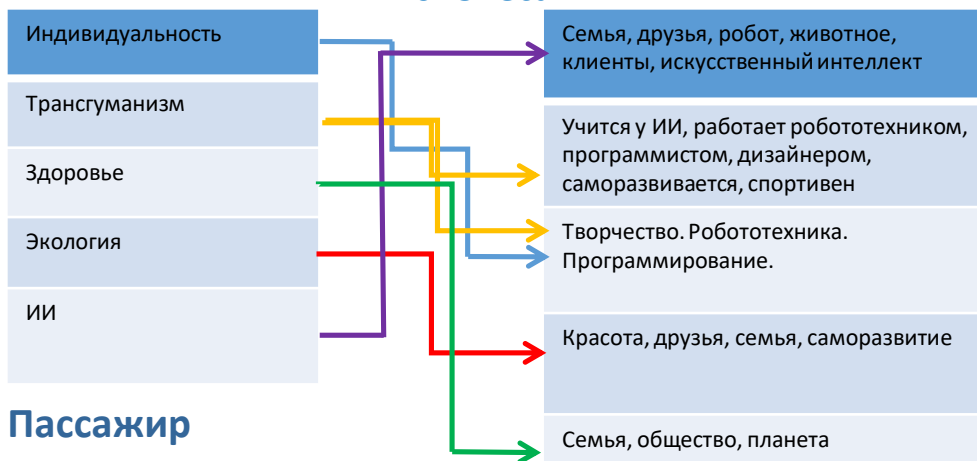 Индивидуальность
Трансгуманизм
Здоровье
Экология
ИИ
Пассажир
Семья, друзья, робот, животное,
клиенты, искусственный интеллект
Учится у ИИ, работает робототехником,
программистом, дизайнером,
саморазвивается, спортивен
Творчество. Робототехника.
Программирование.
Красота, друзья, семья, саморазвитие
Семья, общество, планета